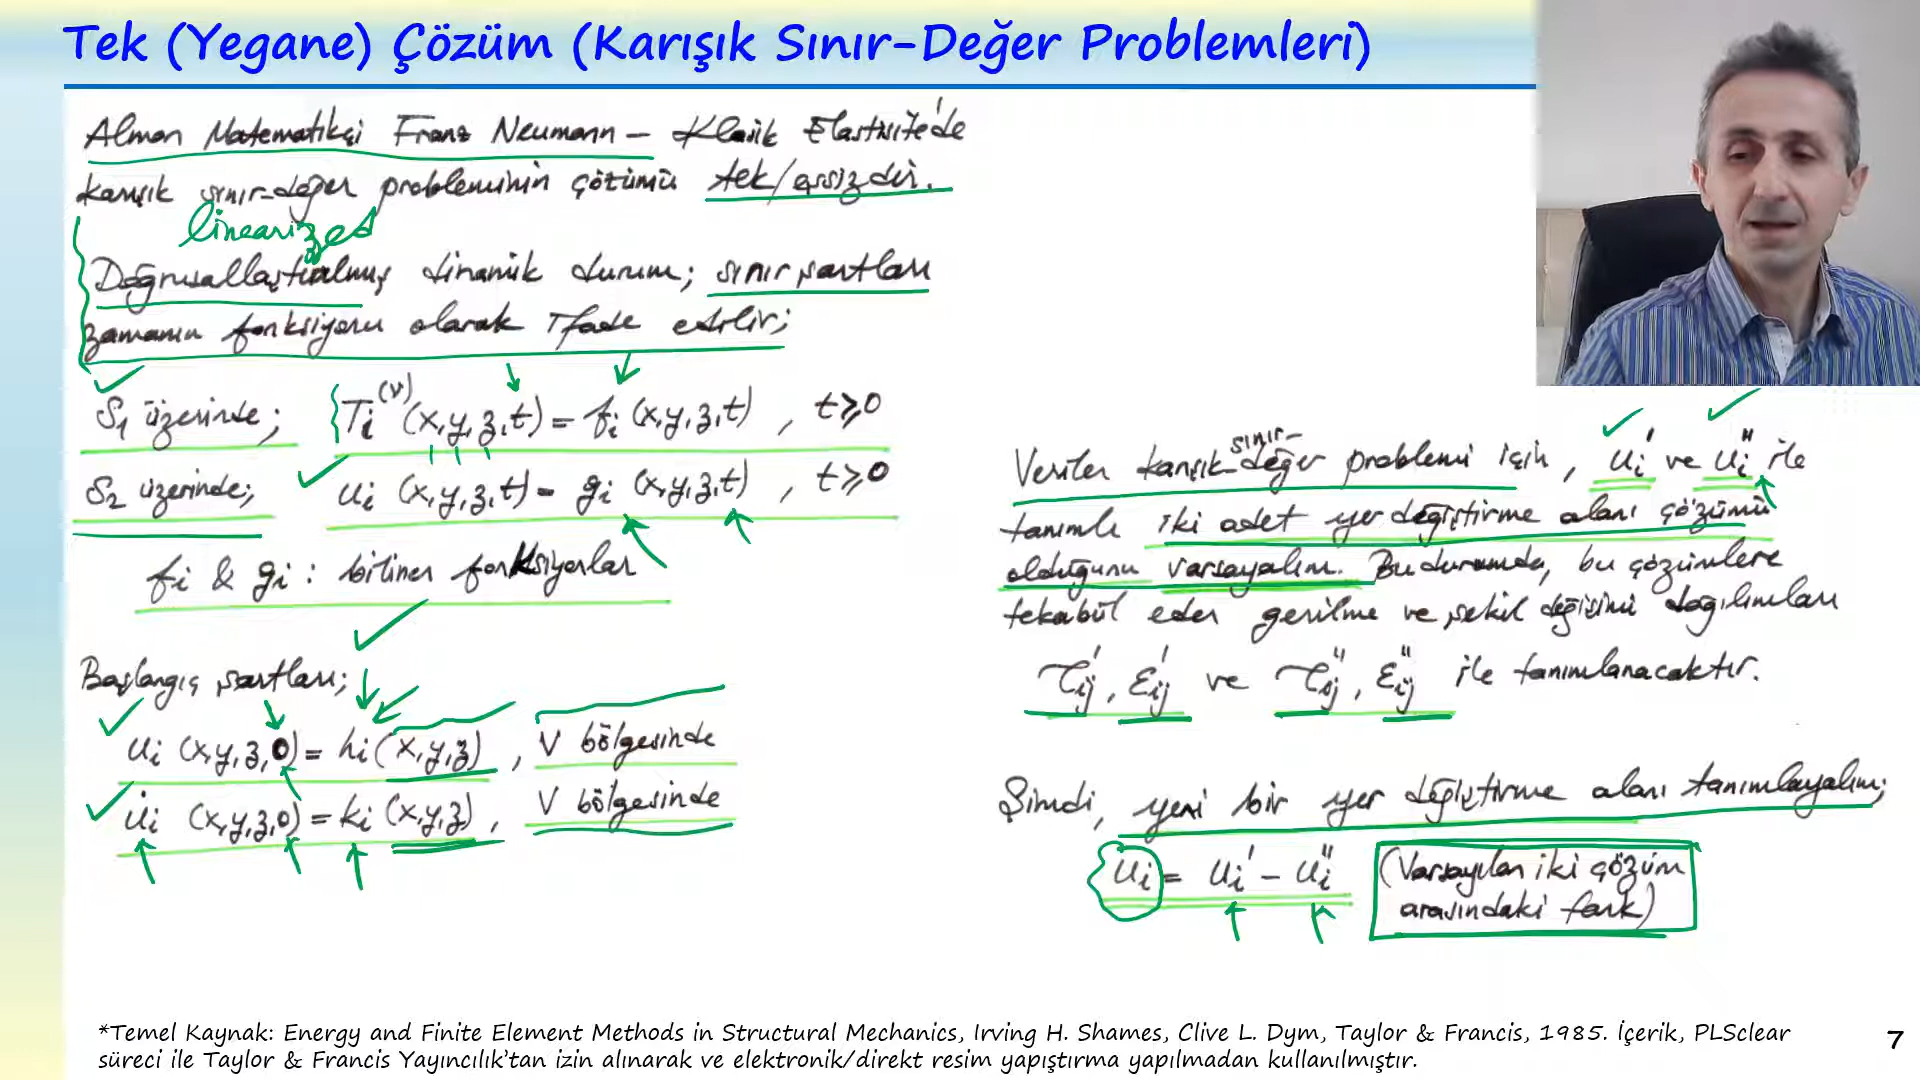 Tek (Yegane) Çözüm (Karışık Sınır-Değer Problemleri)
Alman Matematikçi Franz Neumann – Klasik Elastisite'de
karışık sınır-değer probleminin çözümü tek/eşsizdir.
linearized
Doğrusallaştırılmış dinamik durum; sınır şartları
zamanın fonksiyonu olarak ifade edilir;
S₁ üzerinde; Tᵢ⁽ᵛ⁾ (x,y,z,t) = fᵢ (x,y,z,t) , t≥0
S₂ üzerinde; uᵢ (x,y,z,t) = gᵢ (x,y,z,t) , t≥0
fᵢ & gᵢ : biliner fonksiyonlar
Başlangıç şartları;
uᵢ (x,y,z,0) = hᵢ (x,y,z) , V bölgesinde
u̇ᵢ (x,y,z,0) = kᵢ (x,y,z) , V bölgesinde
Verilen karışık sınır-değer problemi için, uᵢ' ve uᵢ'' ile
tanımlı iki adet yer değiştirme alanı çözümü
olduğunu varsayalım. Bu durumda, bu çözümlere
tekabül eder gerilme ve şekil değişimi dağılımları
τᵢⱼ', εᵢⱼ' ve τᵢⱼ'', εᵢⱼ'' ile tanımlanacaktır.
Şimdi, yeni bir yer değiştirme alanı tanımlayalım;
uᵢ = uᵢ' – uᵢ'' (Varsayılan iki çözüm
arasındaki fark)
*Temel Kaynak: Energy and Finite Element Methods in Structural Mechanics, Irving H. Shames, Clive L. Dym, Taylor & Francis, 1985. İçerik, PLSclear
süreci ile Taylor & Francis Yayıncılık'tan izin alınarak ve elektronik/direkt resim yapıştırma yapılmadan kullanılmıştır.
7